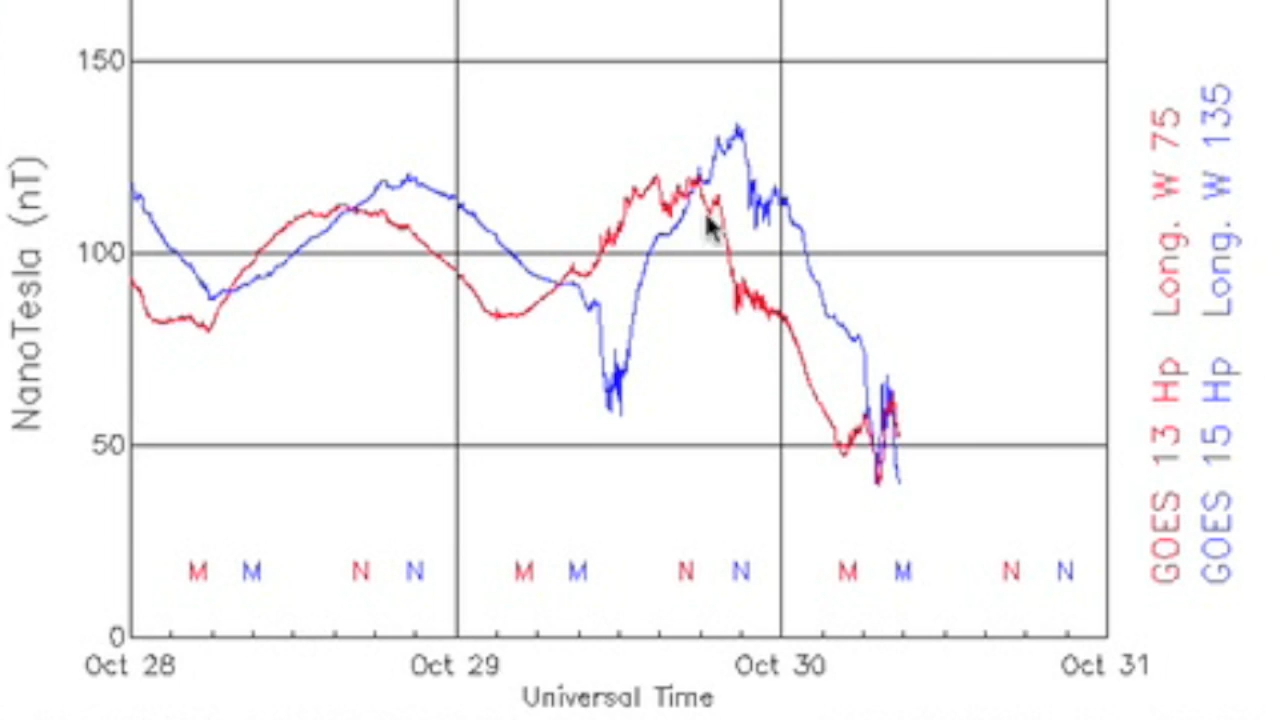 150
100
50
0
NanoTesla (nT)
M M N N M M N N M M N N
Oct 28 Oct 29 Oct 30 Oct 31
Universal Time
GOES 13 Hp Long. W 75
GOES 15 Hp Long. W 135